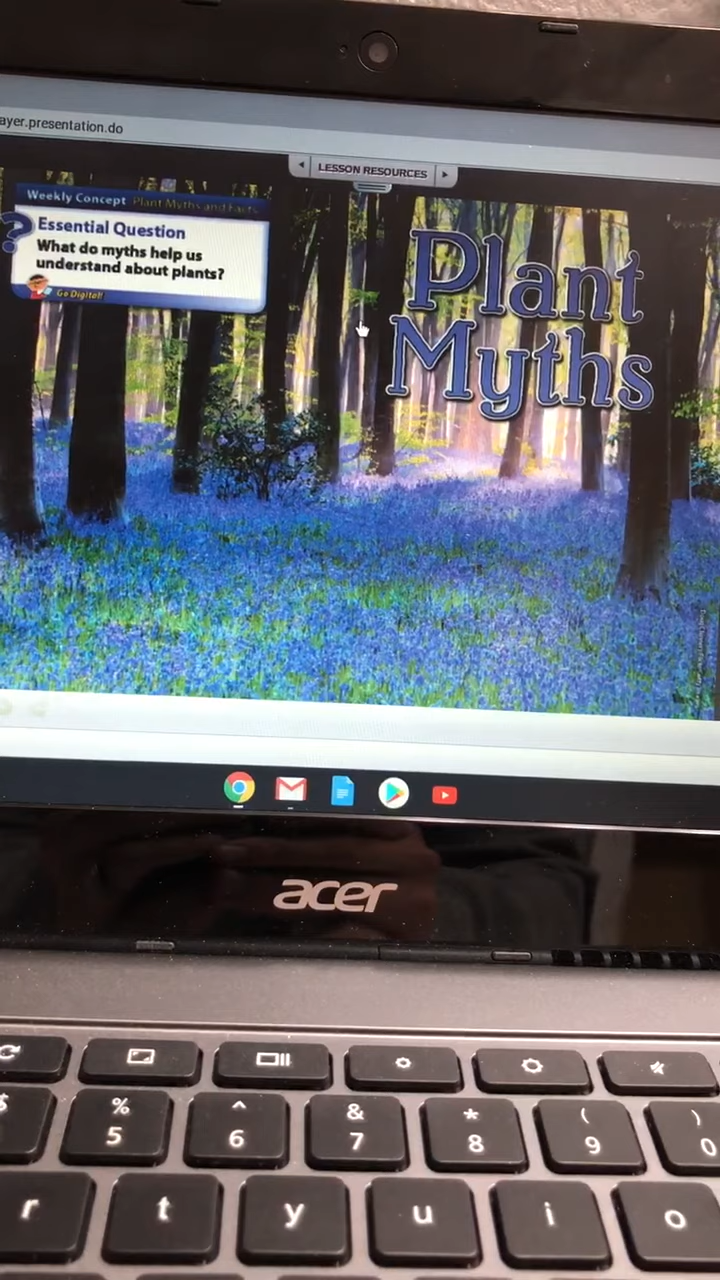 ayer.presentation.do
LESSON RESOURCES
Weekly Concept Plant Myths and Facts
? Essential Question
What do myths help us
understand about plants?
Go Digital!
Plant
Myths
acer
$ % ^ & * ( )
5 6 7 8 9 0
r t y u i o